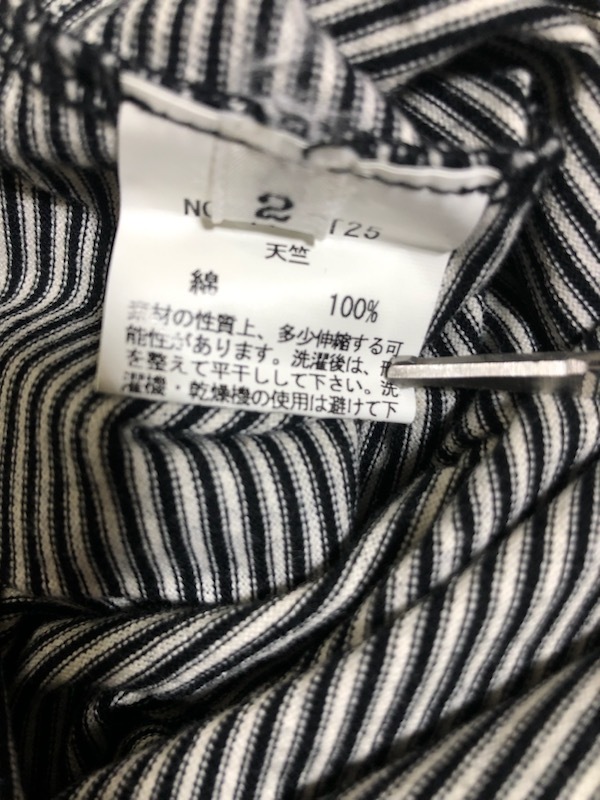 2
T25
天竺
綿 100%
素材の性質上、多少伸縮する可
能性があります。洗濯後は、形
を整えて平干しして下さい。洗
濯機・乾燥機の使用は避けて下